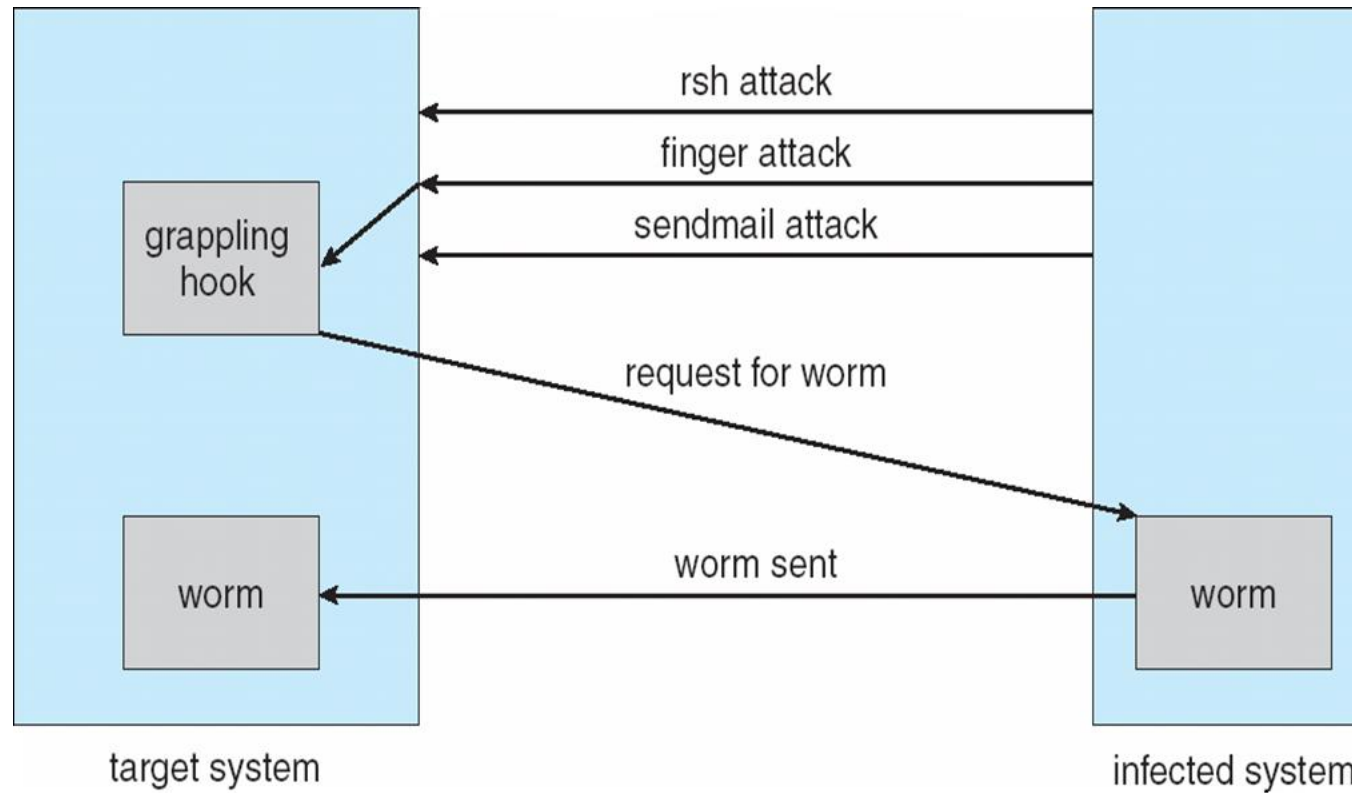 rsh attack
finger attack
sendmail attack
grappling
hook
request for worm
worm sent
worm
worm
target system
infected system